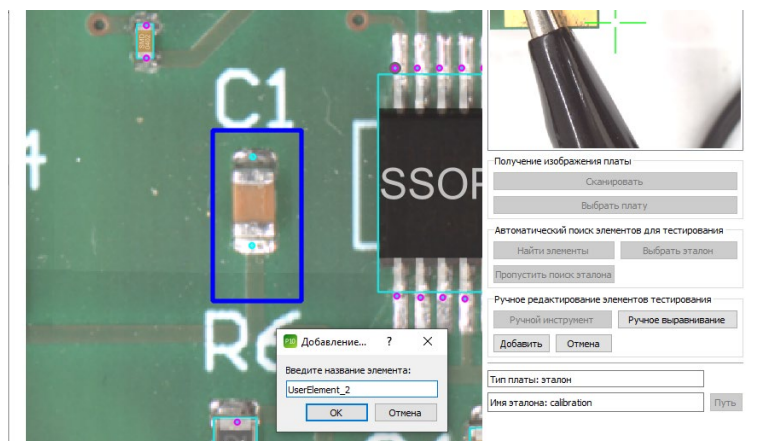 C1
SSOP
R6
Получение изображения платы
Сканировать
Выбрать плату
Автоматический поиск элементов для тестирования
Найти элементы
Выбрать эталон
Пропустить поиск эталона
Ручное редактирование элементов тестирования
Ручной инструмент
Ручное выравнивание
Добавить
Отмена
Тип платы: эталон
Имя эталона: calibration
Путь
P10
Добавление...
?
Введите название элемента:
UserElement_2
OK
Отмена